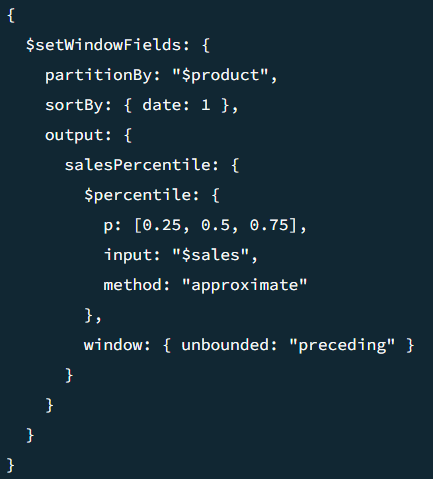 {
  $setWindowFields: {
    partitionBy: "$product",
    sortBy: { date: 1 },
    output: {
      salesPercentile: {
        $percentile: {
          p: [0.25, 0.5, 0.75],
          input: "$sales",
          method: "approximate"
        },
        window: { unbounded: "preceding" }
      }
    }
  }
}